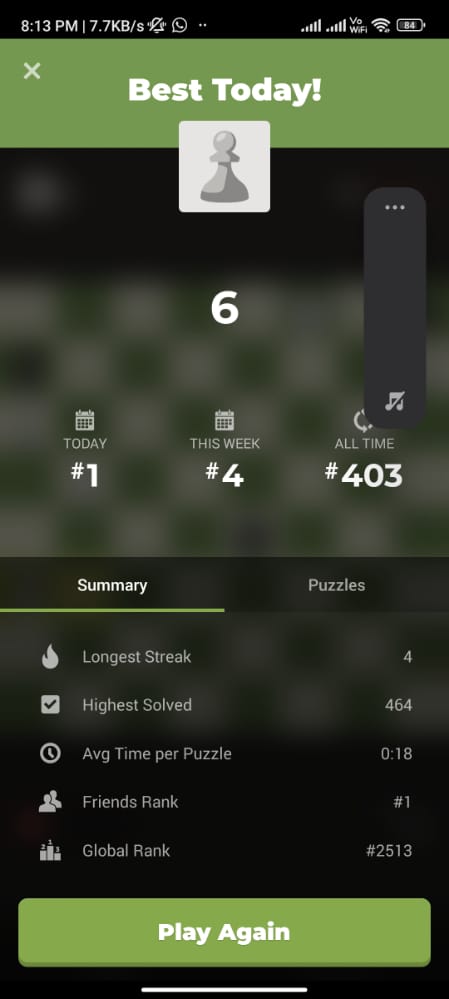 8:13 PM | 7.7KB/s
Vo WiFi 84
Best Today!
6
TODAY THIS WEEK ALL TIME
#1 #4 #403
Summary Puzzles
Longest Streak 4
Highest Solved 464
Avg Time per Puzzle 0:18
Friends Rank #1
Global Rank #2513
Play Again